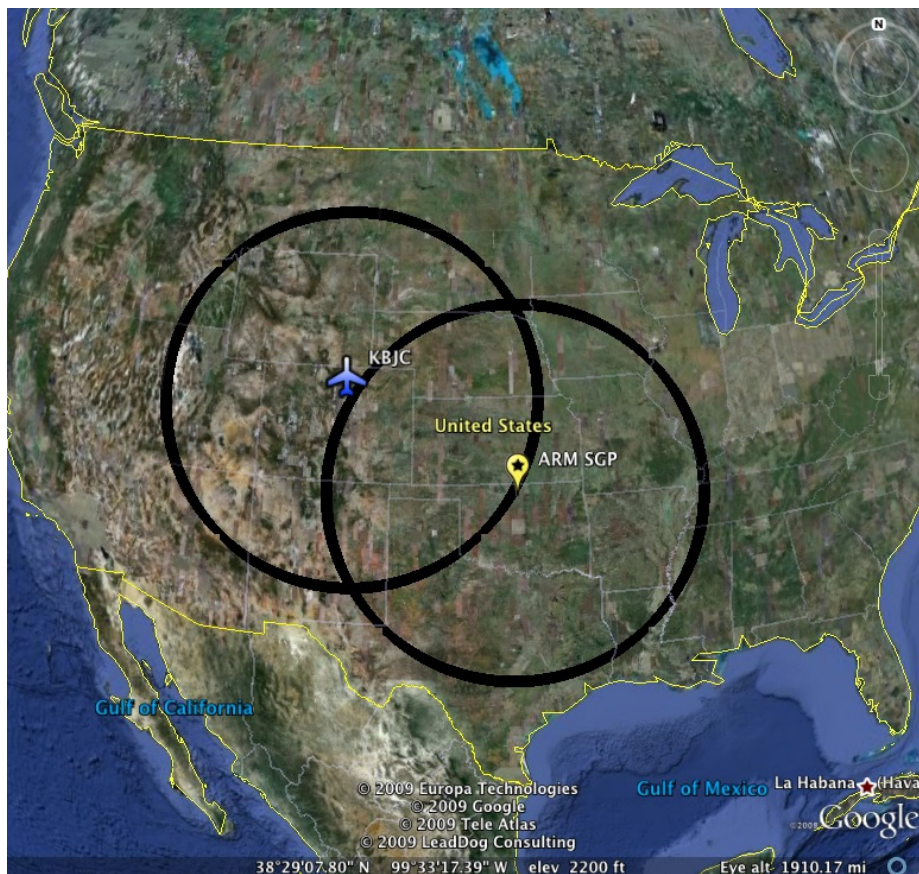 N
KBJC
United States
ARM SGP
Gulf of California
Gulf of Mexico
La Habana (Hava
© 2009 Europa Technologies
© 2009 Google
© 2009 Tele Atlas
© 2009 LeadDog Consulting
©2009 Google
38°29'07.80" N 99°33'17.39" W elev 2200 ft Eye alt 1910.17 mi